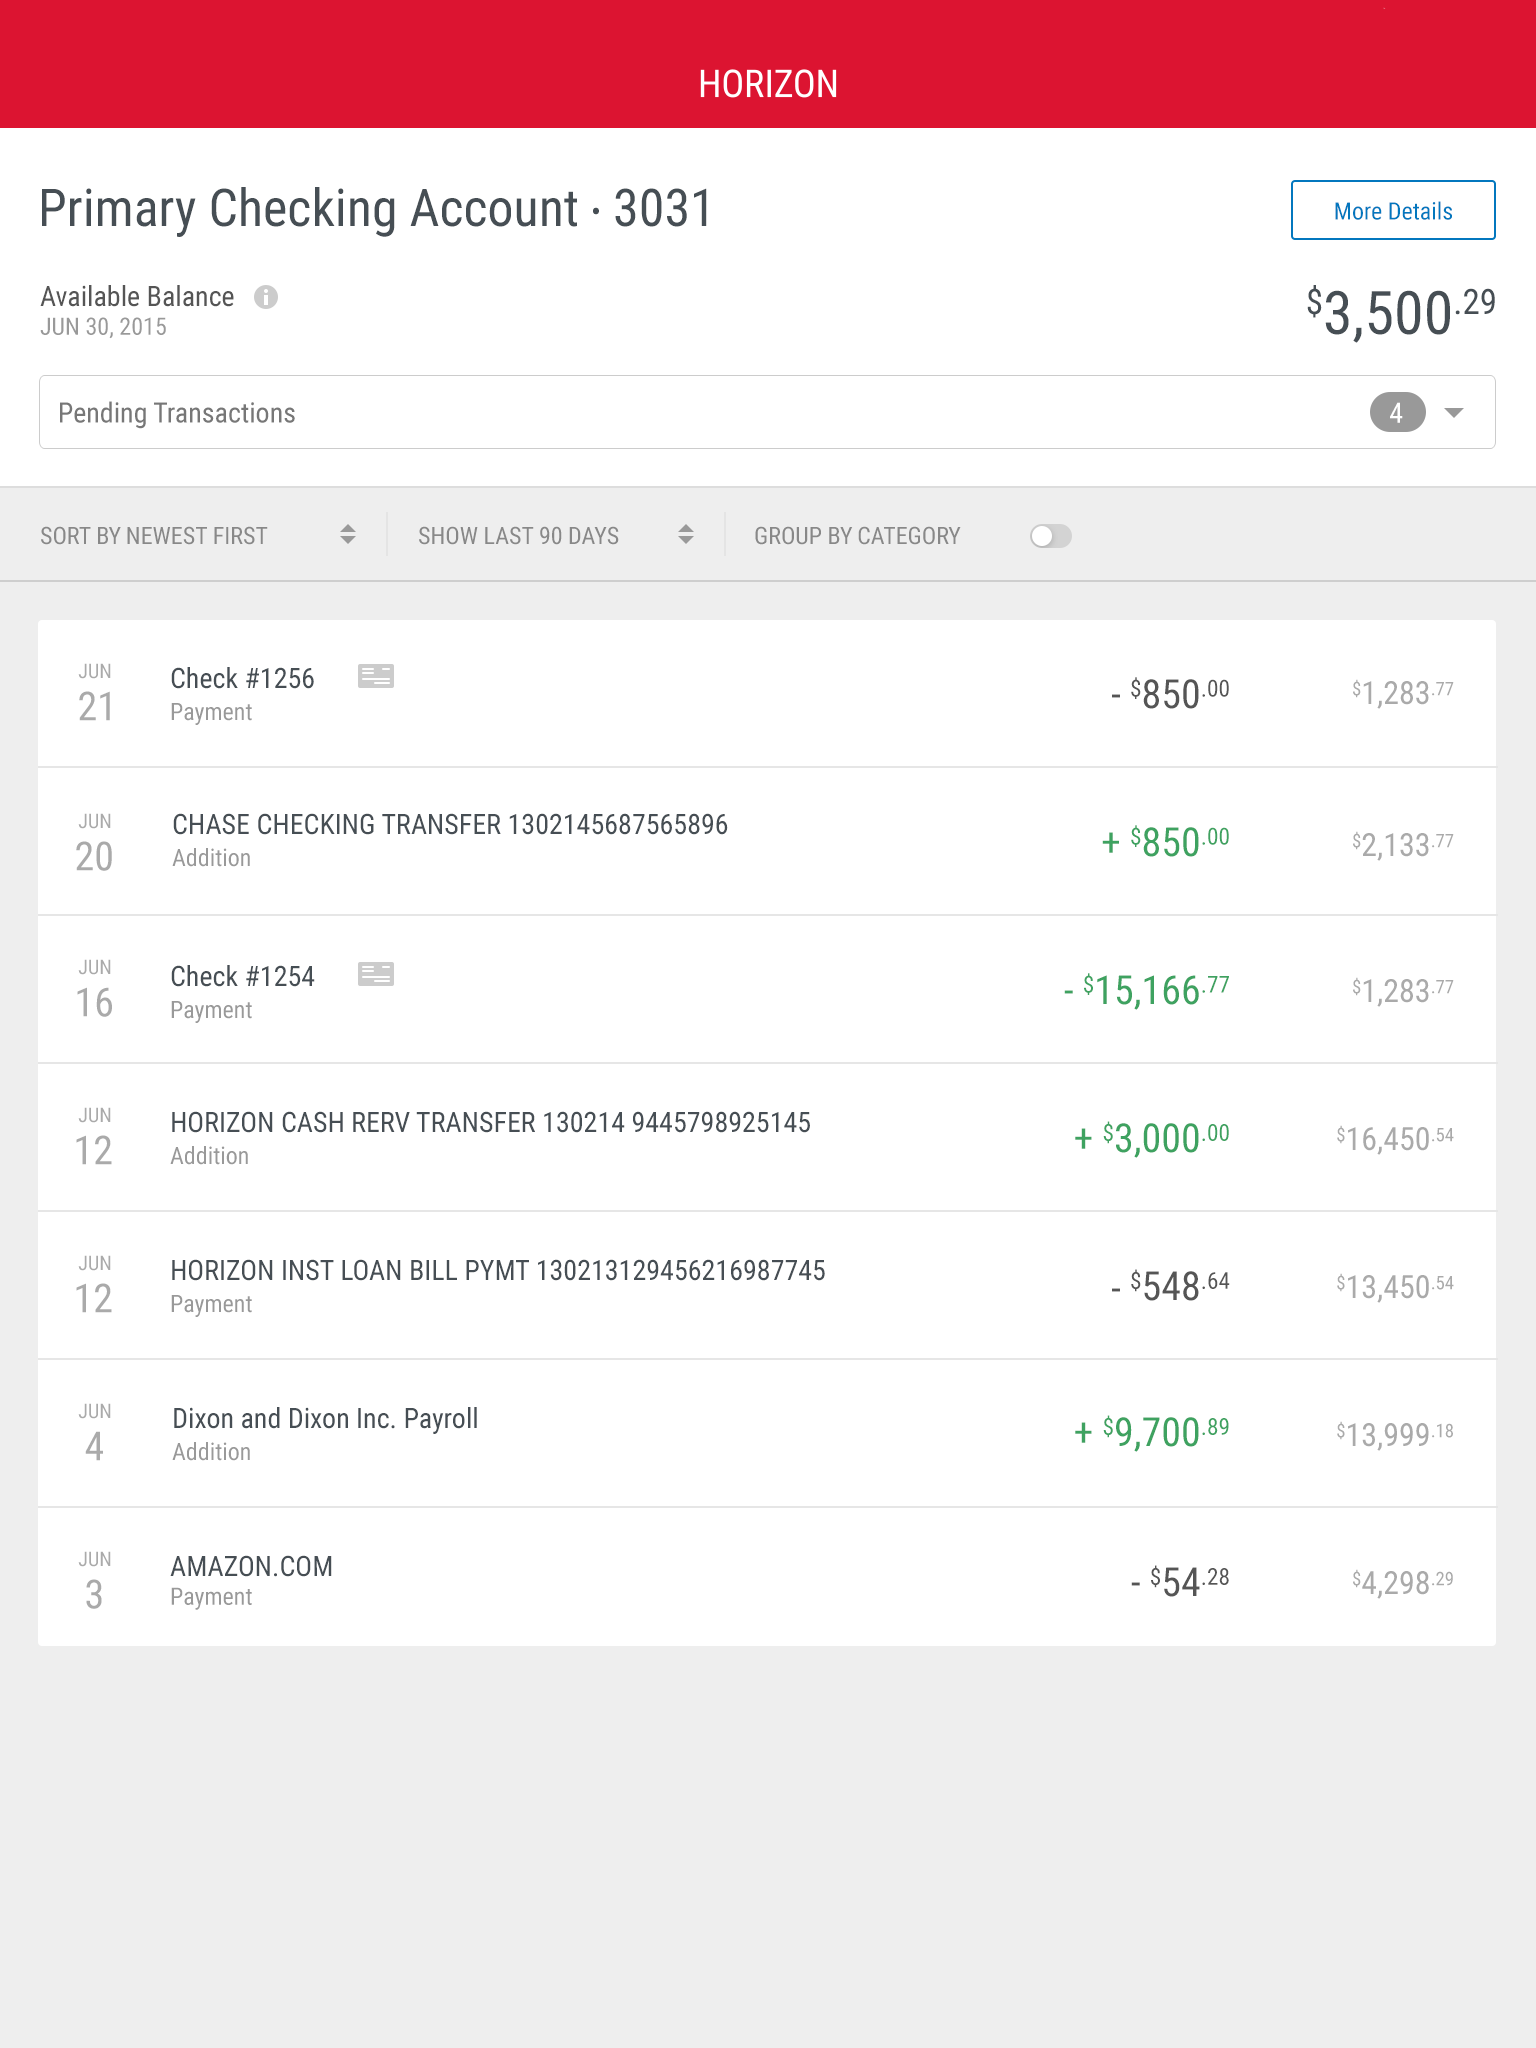 HORIZON
Primary Checking Account · 3031
More Details
Available Balance
JUN 30, 2015
$3,500.29
Pending Transactions 4
SORT BY NEWEST FIRST SHOW LAST 90 DAYS GROUP BY CATEGORY
JUN 21
Check #1256
Payment
- $850.00 $1,283.77
JUN 20
CHASE CHECKING TRANSFER 1302145687565896
Addition
+ $850.00 $2,133.77
JUN 16
Check #1254
Payment
- $15,166.77 $1,283.77
JUN 12
HORIZON CASH RERV TRANSFER 130214 9445798925145
Addition
+ $3,000.00 $16,450.54
JUN 12
HORIZON INST LOAN BILL PYMT 130213129456216987745
Payment
- $548.64 $13,450.54
JUN 4
Dixon and Dixon Inc. Payroll
Addition
+ $9,700.89 $13,999.18
JUN 3
AMAZON.COM
Payment
- $54.28 $4,298.29